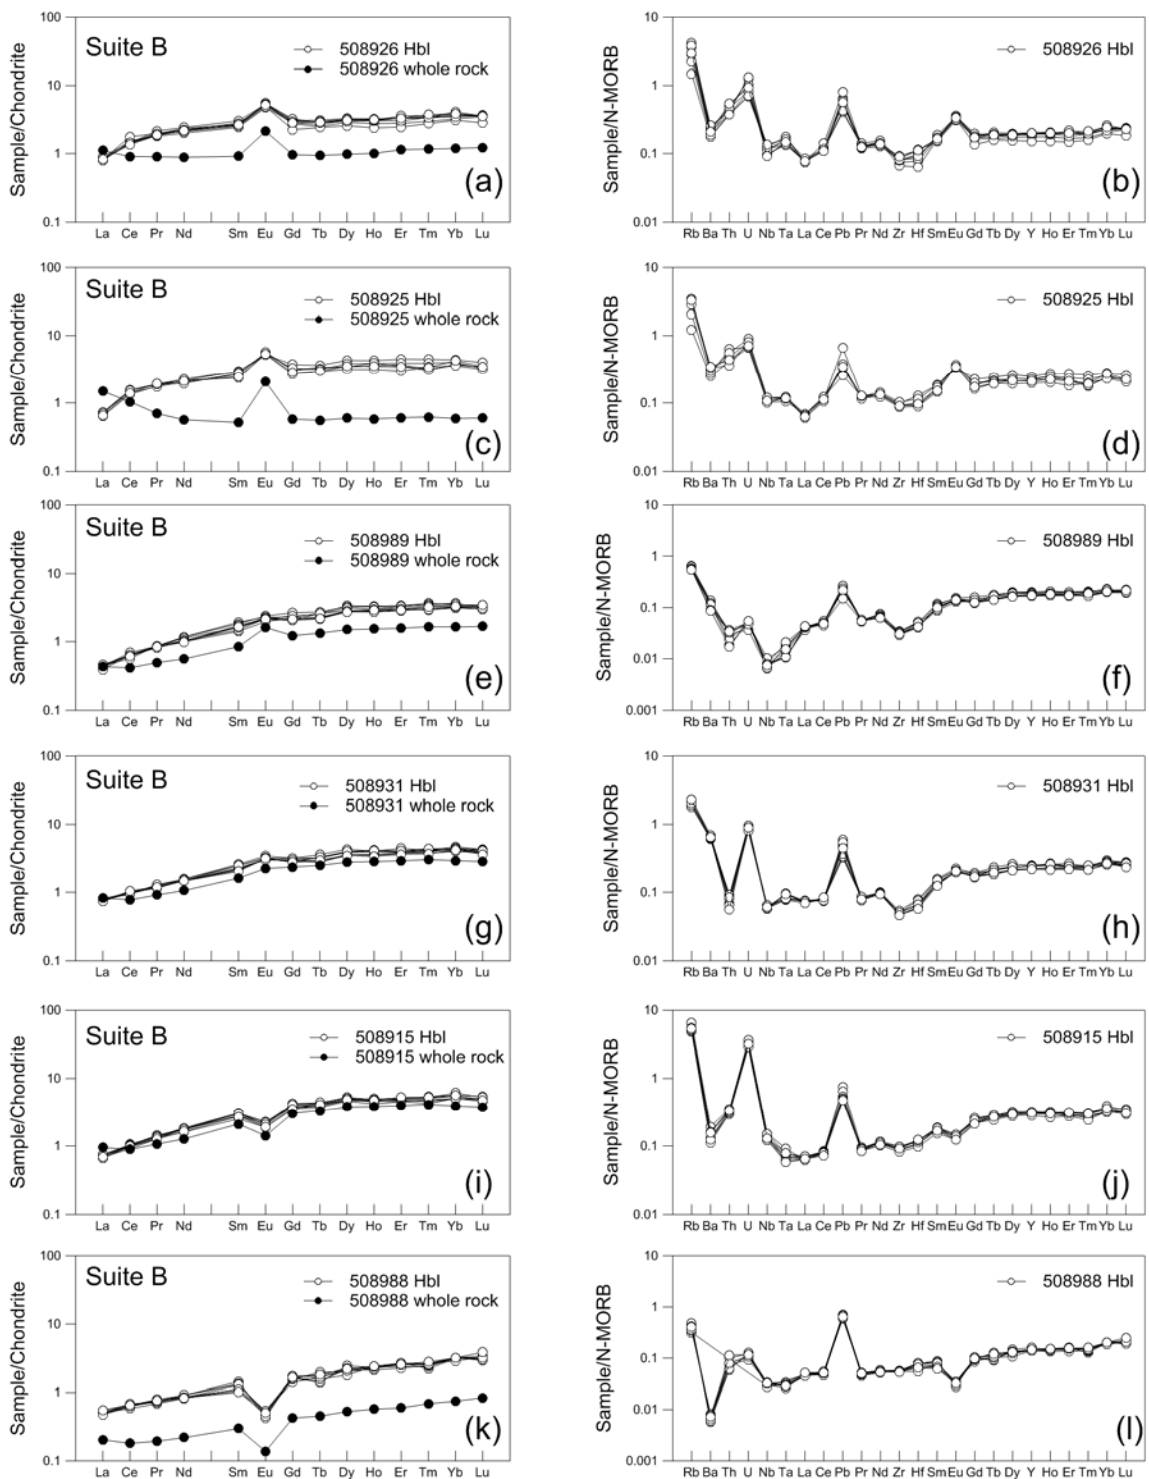 Sample/Chondrite
100
10
1
0.1
Suite B
508926 Hbl
508926 whole rock
(a)
La Ce Pr Nd Sm Eu Gd Tb Dy Ho Er Tm Yb Lu
Sample/N-MORB
10
1
0.1
0.01
508926 Hbl
(b)
Rb Ba Th U Nb Ta La Ce Pb Pr Nd Zr Hf Sm Eu Gd Tb Dy Y Ho Er Tm Yb Lu
Sample/Chondrite
100
10
1
0.1
Suite B
508925 Hbl
508925 whole rock
(c)
La Ce Pr Nd Sm Eu Gd Tb Dy Ho Er Tm Yb Lu
Sample/N-MORB
10
1
0.1
0.01
508925 Hbl
(d)
Rb Ba Th U Nb Ta La Ce Pb Pr Nd Zr Hf Sm Eu Gd Tb Dy Y Ho Er Tm Yb Lu
Sample/Chondrite
100
10
1
0.1
Suite B
508989 Hbl
508989 whole rock
(e)
La Ce Pr Nd Sm Eu Gd Tb Dy Ho Er Tm Yb Lu
Sample/N-MORB
10
1
0.1
0.01
0.001
508989 Hbl
(f)
Rb Ba Th U Nb Ta La Ce Pb Pr Nd Zr Hf Sm Eu Gd Tb Dy Y Ho Er Tm Yb Lu
Sample/Chondrite
100
10
1
0.1
Suite B
508931 Hbl
508931 whole rock
(g)
La Ce Pr Nd Sm Eu Gd Tb Dy Ho Er Tm Yb Lu
Sample/N-MORB
10
1
0.1
0.01
508931 Hbl
(h)
Rb Ba Th U Nb Ta La Ce Pb Pr Nd Zr Hf Sm Eu Gd Tb Dy Y Ho Er Tm Yb Lu
Sample/Chondrite
100
10
1
0.1
Suite B
508915 Hbl
508915 whole rock
(i)
La Ce Pr Nd Sm Eu Gd Tb Dy Ho Er Tm Yb Lu
Sample/N-MORB
10
1
0.1
0.01
508915 Hbl
(j)
Rb Ba Th U Nb Ta La Ce Pb Pr Nd Zr Hf Sm Eu Gd Tb Dy Y Ho Er Tm Yb Lu
Sample/Chondrite
100
10
1
0.1
Suite B
508988 Hbl
508988 whole rock
(k)
La Ce Pr Nd Sm Eu Gd Tb Dy Ho Er Tm Yb Lu
Sample/N-MORB
10
1
0.1
0.01
0.001
508988 Hbl
(l)
Rb Ba Th U Nb Ta La Ce Pb Pr Nd Zr Hf Sm Eu Gd Tb Dy Y Ho Er Tm Yb Lu